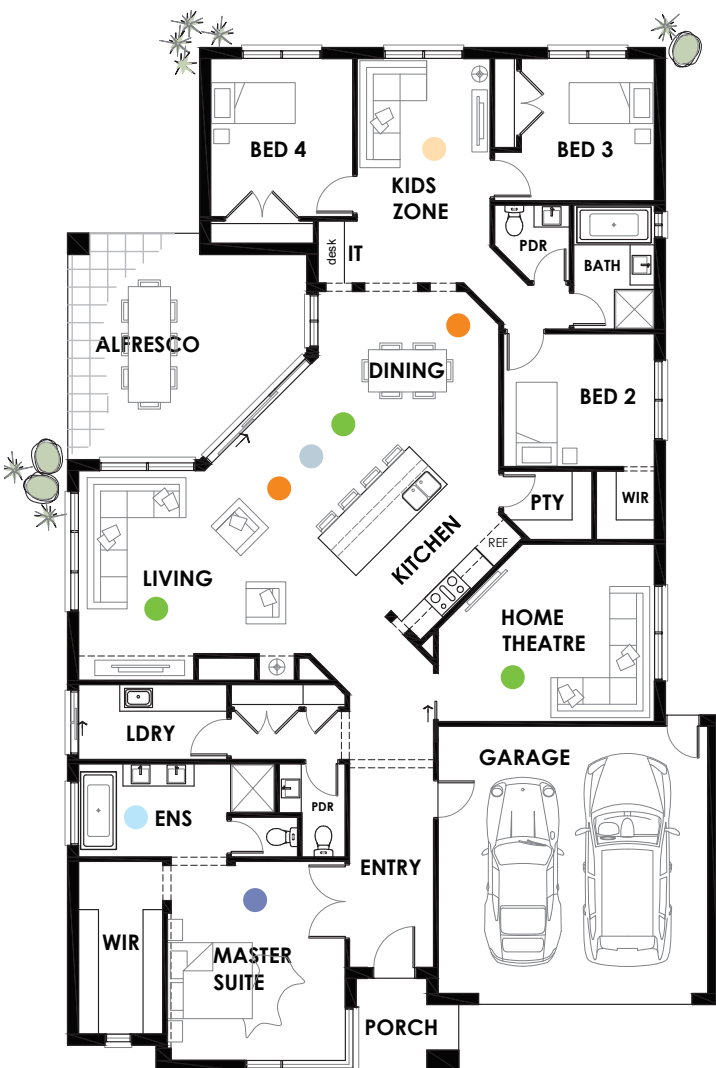 BED 4
BED 3
KIDS
ZONE
PDR
desk
IT
BATH
ALFRESCO
DINING
BED 2
PTY
WIR
KITCHEN
REF
LIVING
HOME
THEATRE
LDRY
GARAGE
ENS
PDR
ENTRY
WIR
MASTER
SUITE
PORCH